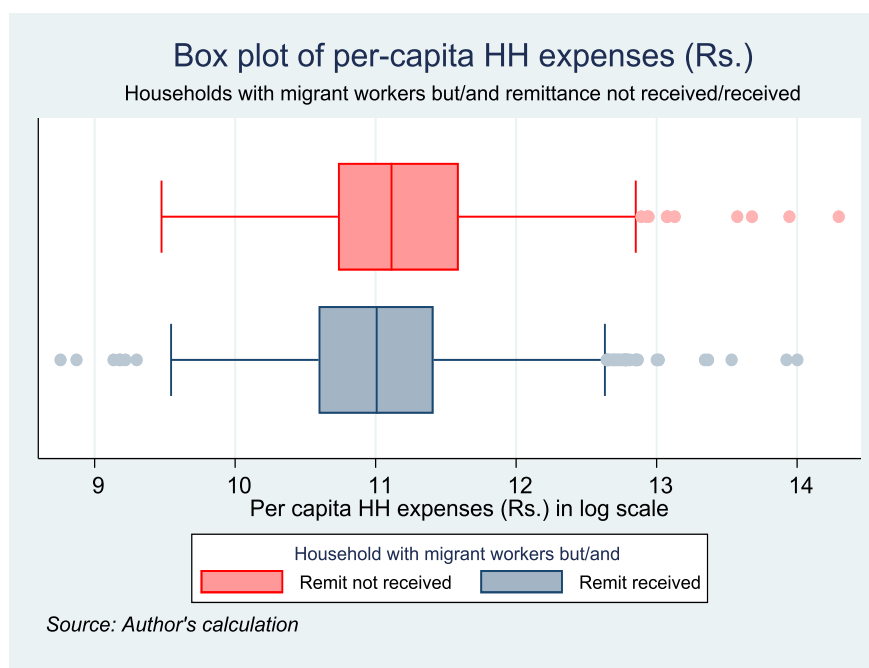 Box plot of per-capita HH expenses (Rs.)
Households with migrant workers but/and remittance not received/received
9 10 11 12 13 14
Per capita HH expenses (Rs.) in log scale
Household with migrant workers but/and
Remit not received Remit received
Source: Author's calculation